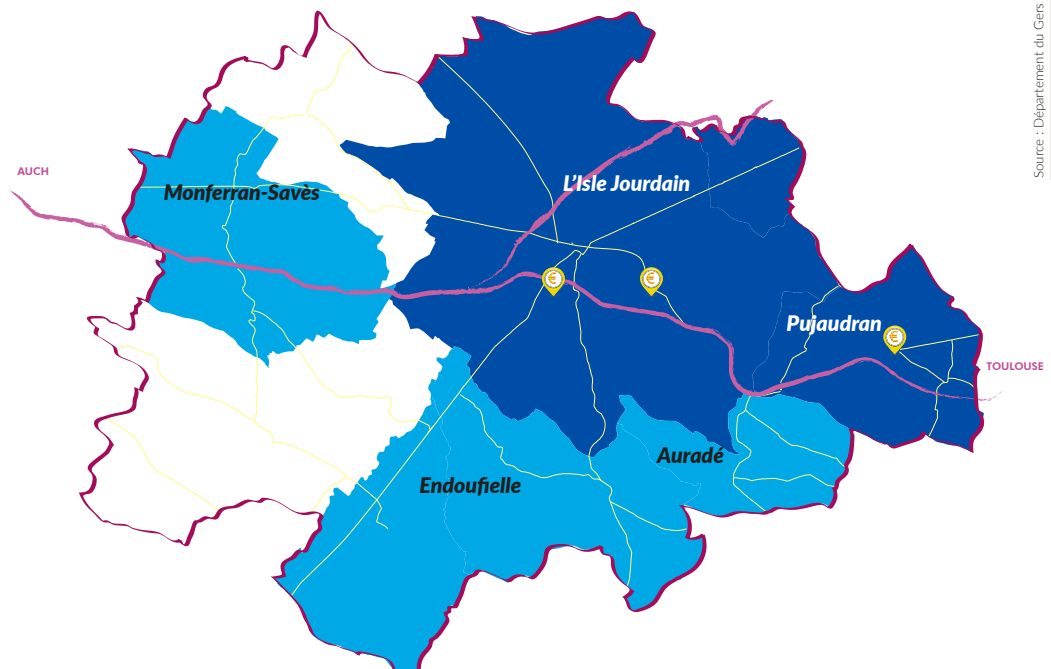 Source : Département du Gers
AUCH
Monferran-Savès
L'Isle Jourdain
€
€
Pujaudran
€
TOULOUSE
Auradé
Endoufielle